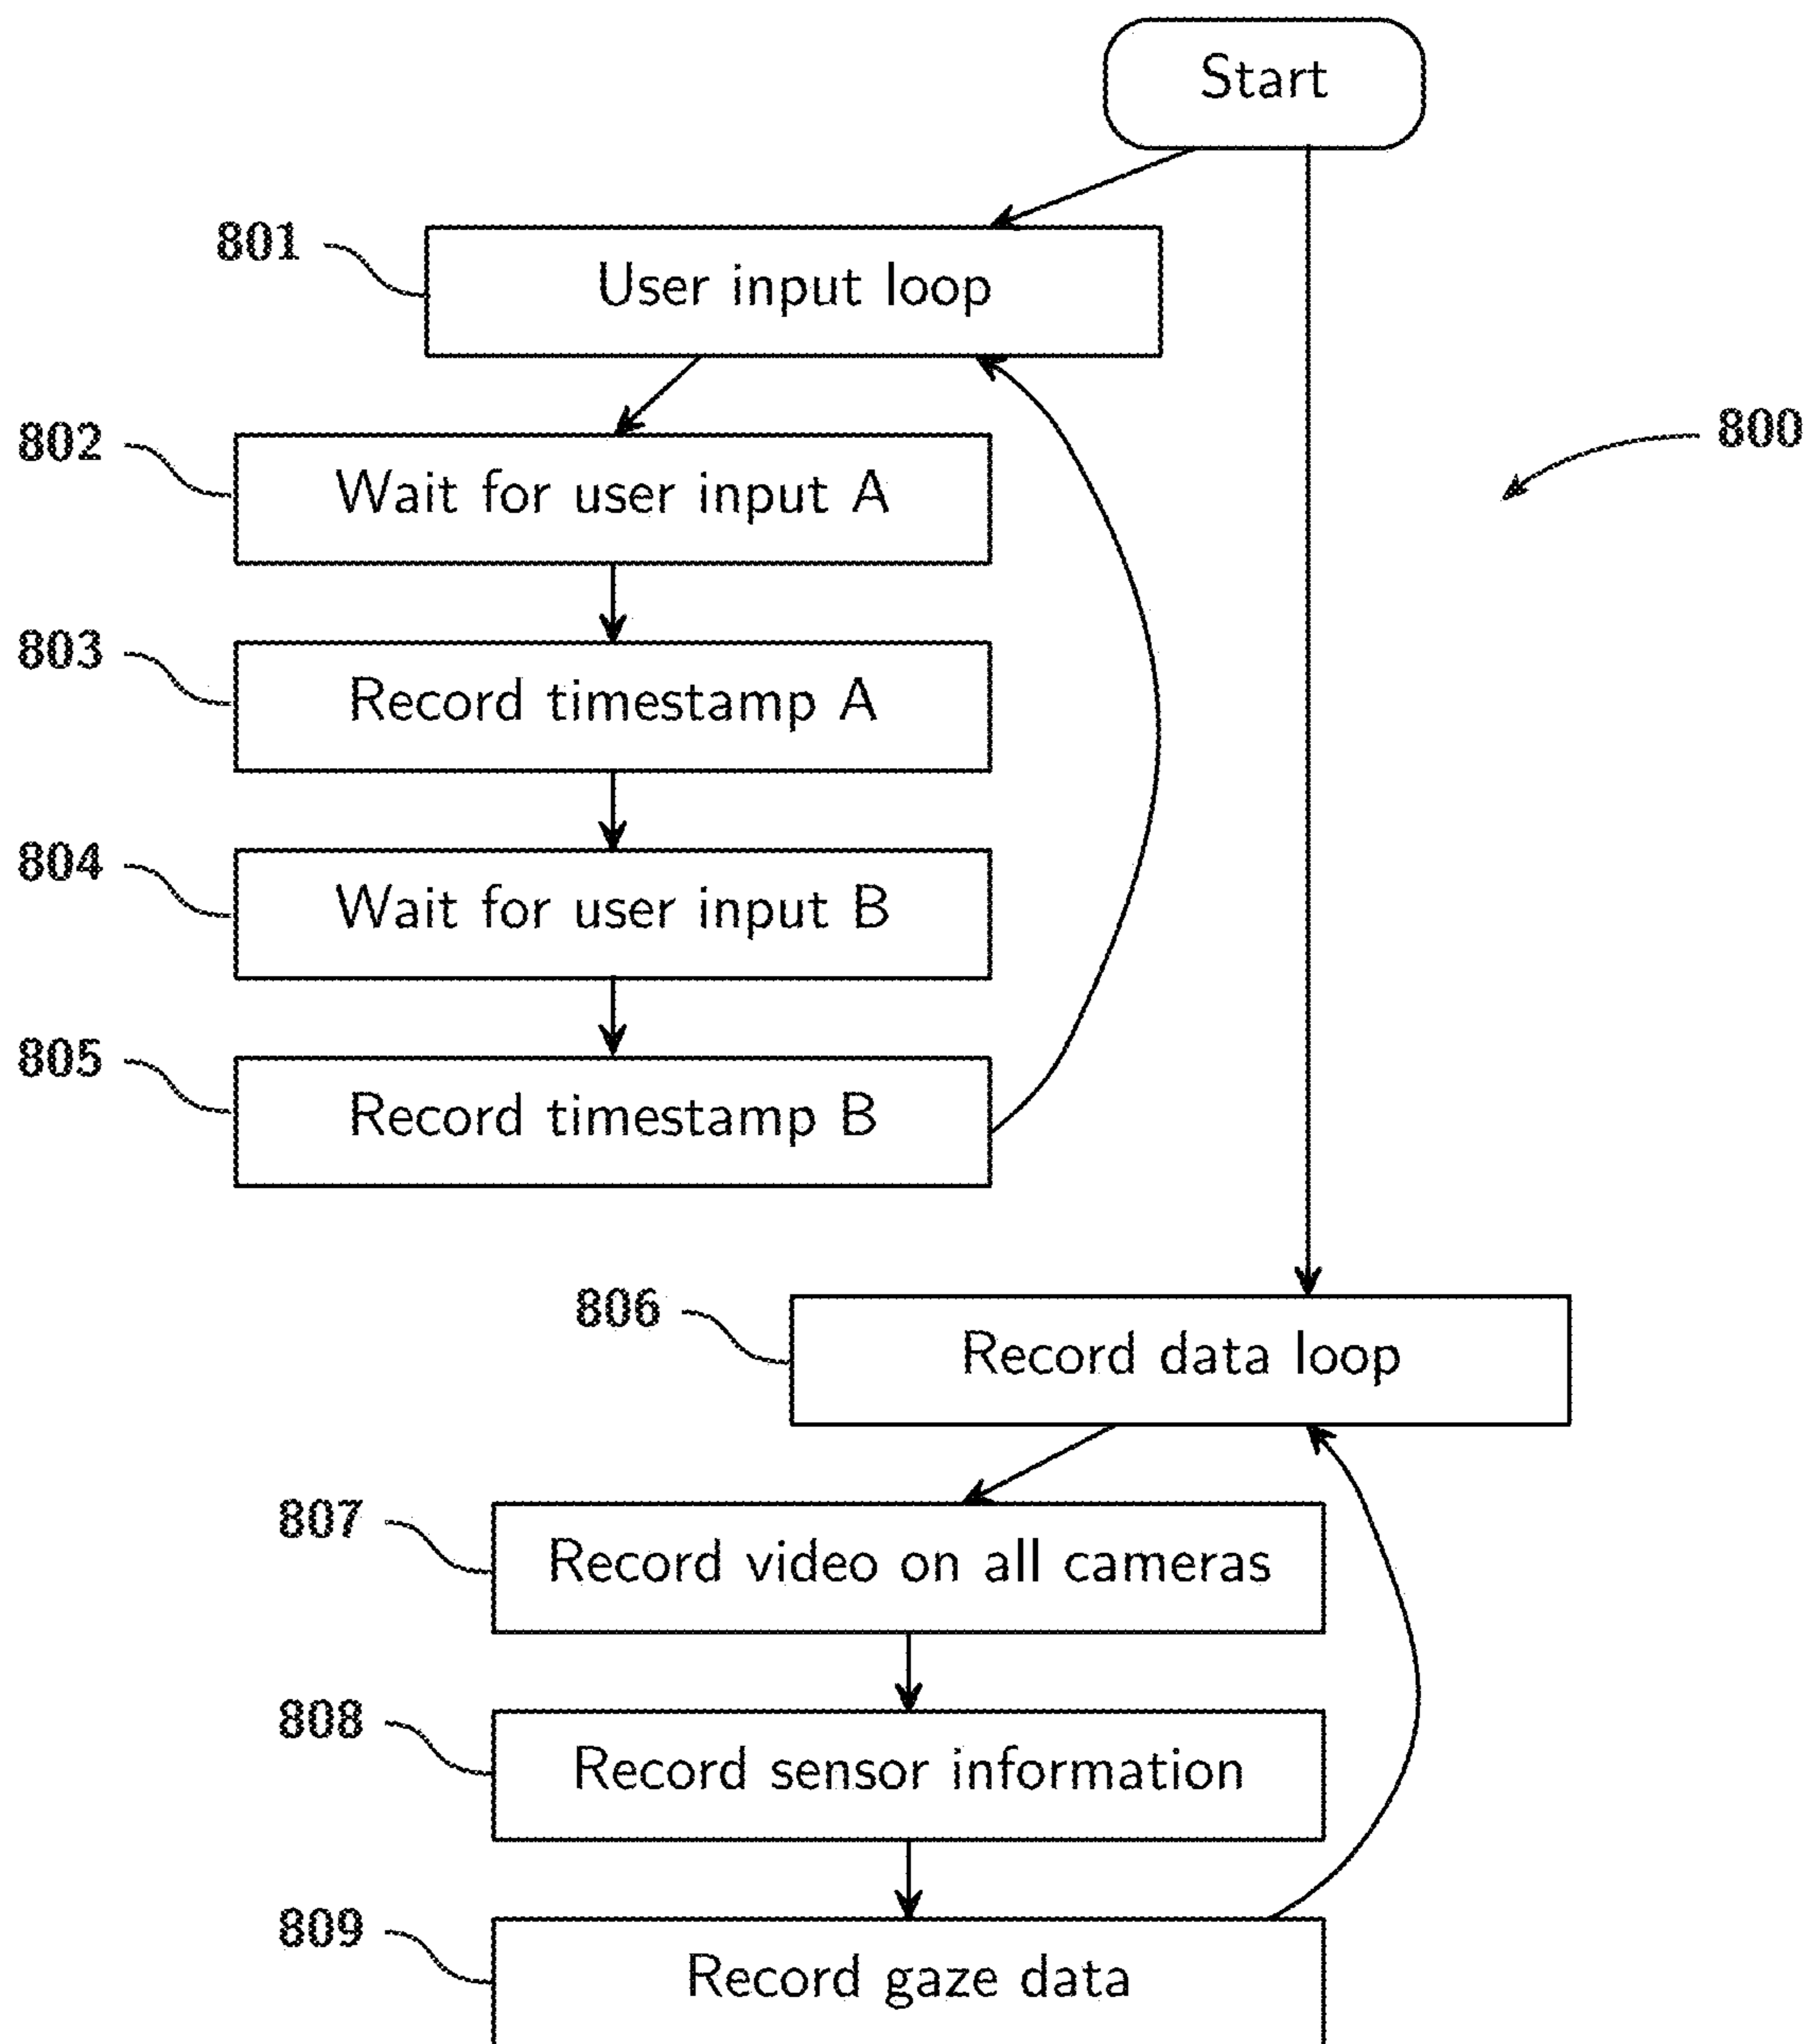 Start
801
User input loop
800
802
Wait for user input A
803
Record timestamp A
804
Wait for user input B
805
Record timestamp B
806
Record data loop
807
Record video on all cameras
808
Record sensor information
809
Record gaze data